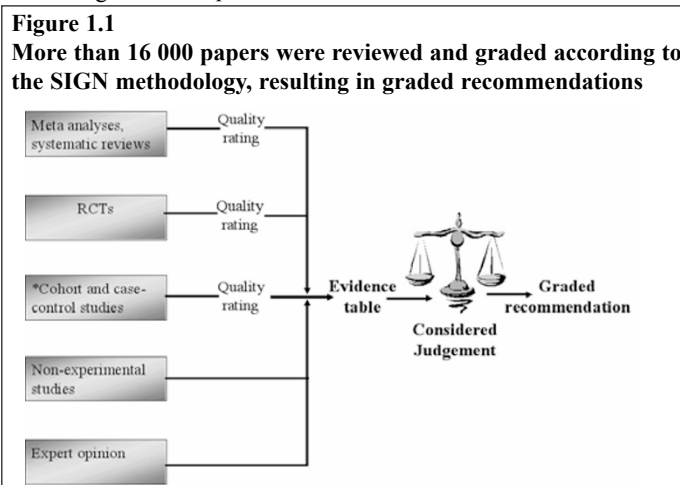 Figure 1.1
More than 16 000 papers were reviewed and graded according to
the SIGN methodology, resulting in graded recommendations
Meta analyses,
systematic reviews
Quality
rating
RCTs
Quality
rating
*Cohort and case-
control studies
Quality
rating
Evidence
table
Graded
recommendation
Considered
Judgement
Non-experimental
studies
Expert opinion